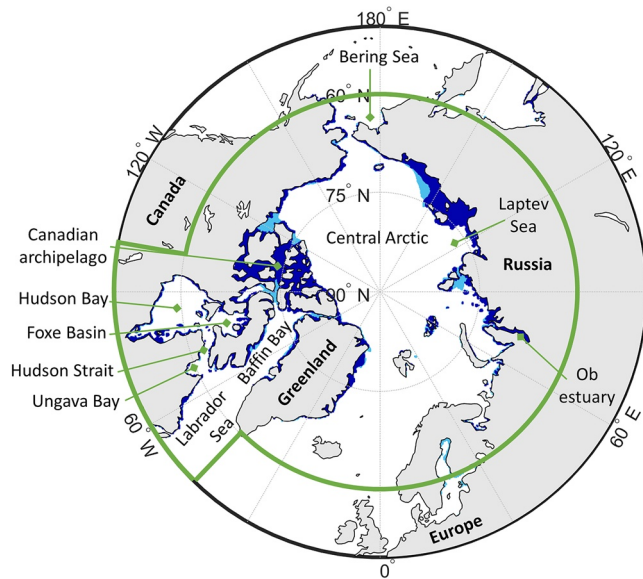 180° E
Bering Sea
60° N
120° W
120° E
Canada
75° N
Laptev
Sea
Canadian
archipelago
Central Arctic
Russia
Hudson Bay
90° N
Foxe Basin
Baffin Bay
Hudson Strait
Greenland
Ob
estuary
Ungava Bay
Labrador
Sea
60° W
60° E
Europe
0°